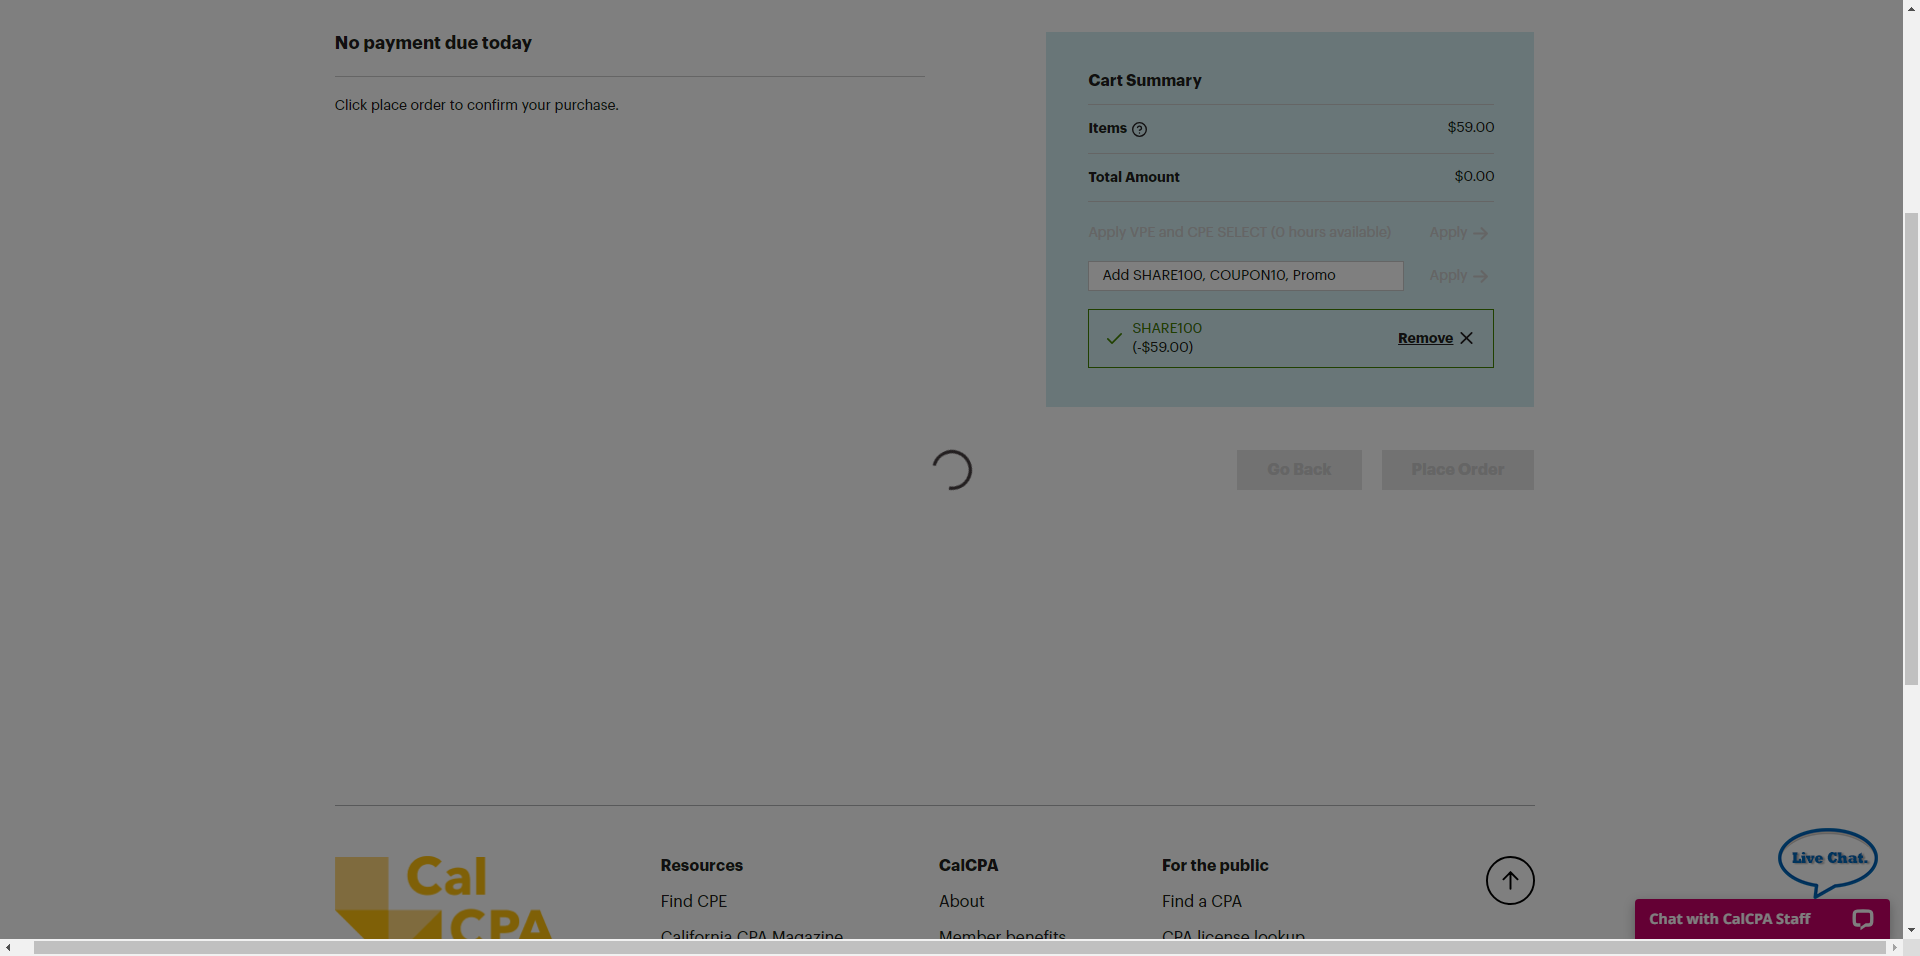 No payment due today
Click place order to confirm your purchase.
Cart Summary
Items $59.00
Total Amount $0.00
Apply VPE and CPE SELECT (0 hours available) Apply
Add SHARE100, COUPON10, Promo Apply
SHARE100
(-$59.00)
Remove
Go Back Place Order
Cal
CPA
Resources
Find CPE
California CPA Magazine
CalCPA
About
Member benefits
For the public
Find a CPA
CPA license lookup
Live Chat.
Chat with CalCPA Staff